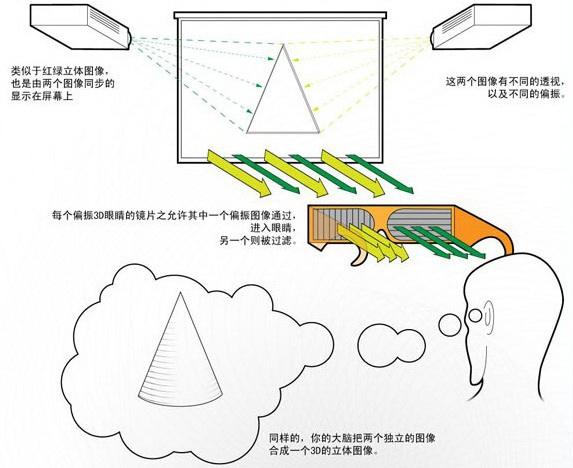 类似于红绿立体图像，
也是由两个图像同步的
显示在屏幕上
这两个图像有不同的透视，
以及不同的偏振。
每个偏振3D眼睛的镜片之允许其中一个偏振图像通过，
进入眼睛，
另一个则被过滤。
同样的，你的大脑把两个独立的图像
合成一个3D的立体图像。